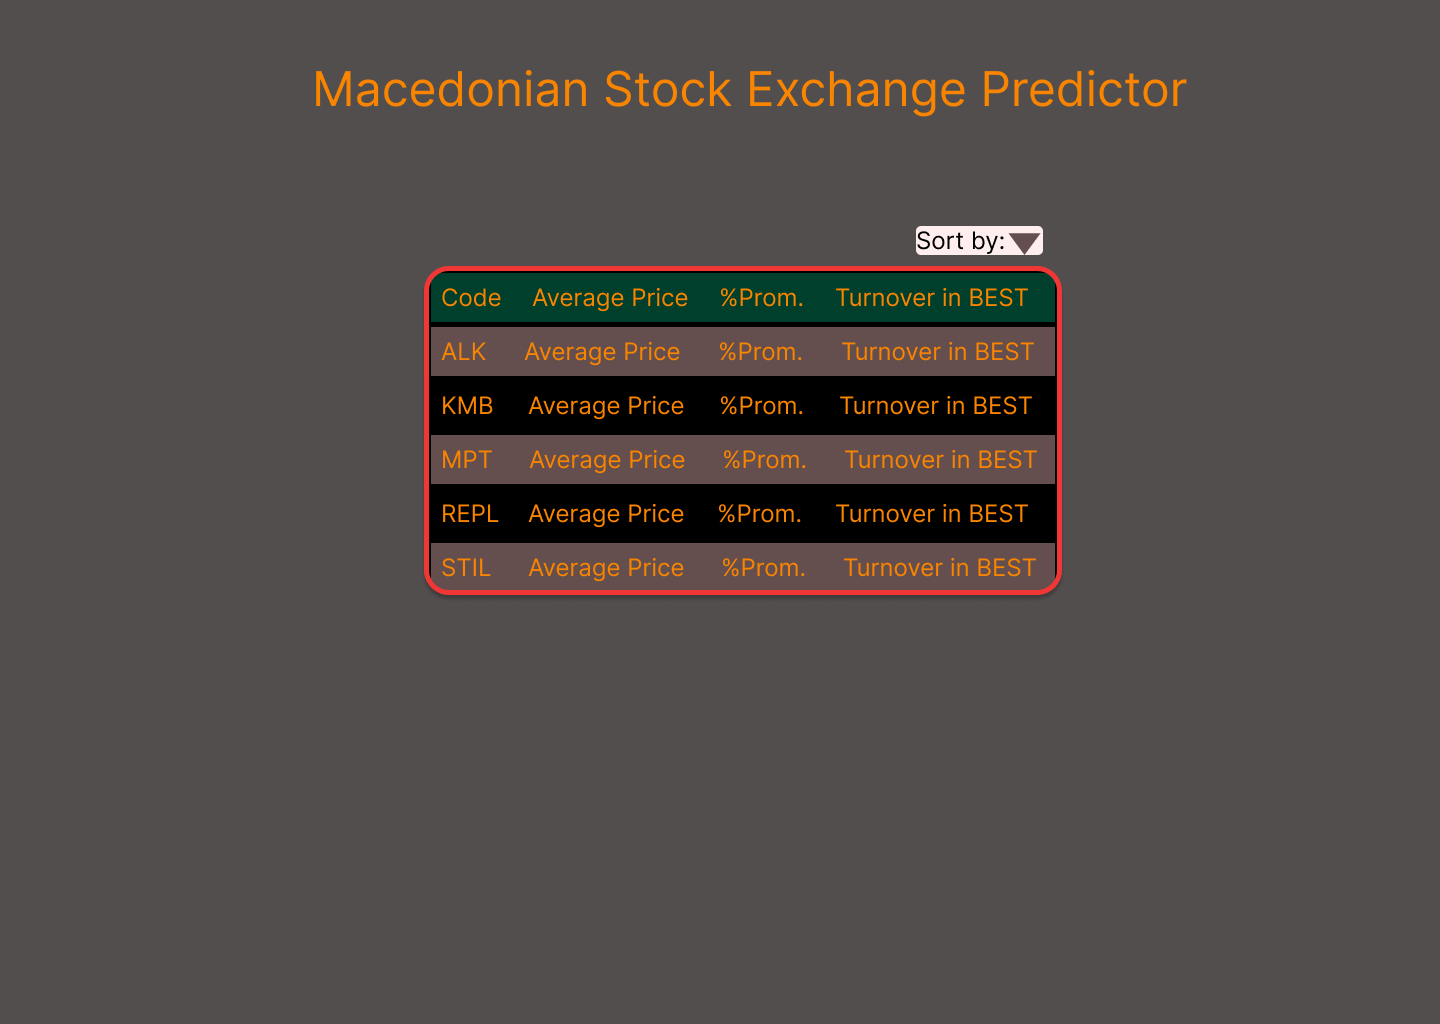 Macedonian Stock Exchange Predictor
Sort by:
Code Average Price %Prom. Turnover in BEST
ALK Average Price %Prom. Turnover in BEST
KMB Average Price %Prom. Turnover in BEST
MPT Average Price %Prom. Turnover in BEST
REPL Average Price %Prom. Turnover in BEST
STIL Average Price %Prom. Turnover in BEST